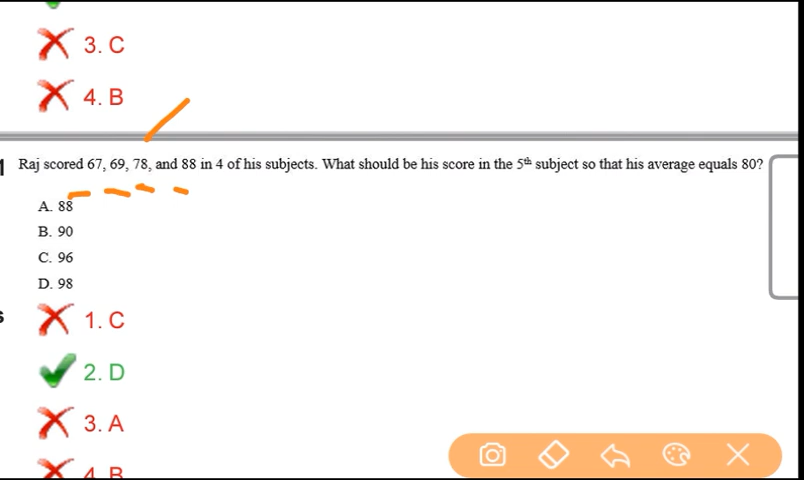 3. C
4. B
Raj scored 67, 69, 78, and 88 in 4 of his subjects. What should be his score in the 5th subject so that his average equals 80?
A. 88
B. 90
C. 96
D. 98
1. C
2. D
3. A
4. B